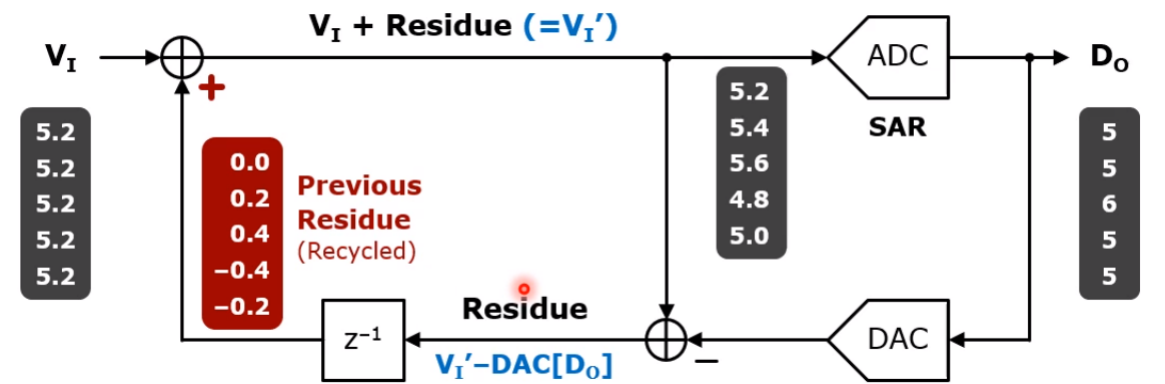 V_I + Residue (=V_I′)
V_I
+
ADC
D_O
SAR
5.2
5.2
5.2
5.2
5.2
0.0
0.2
0.4
−0.4
−0.2
Previous
Residue
(Recycled)
5.2
5.4
5.6
4.8
5.0
5
5
6
5
5
Residue
z⁻¹
V_I′−DAC[D_O]
−
DAC